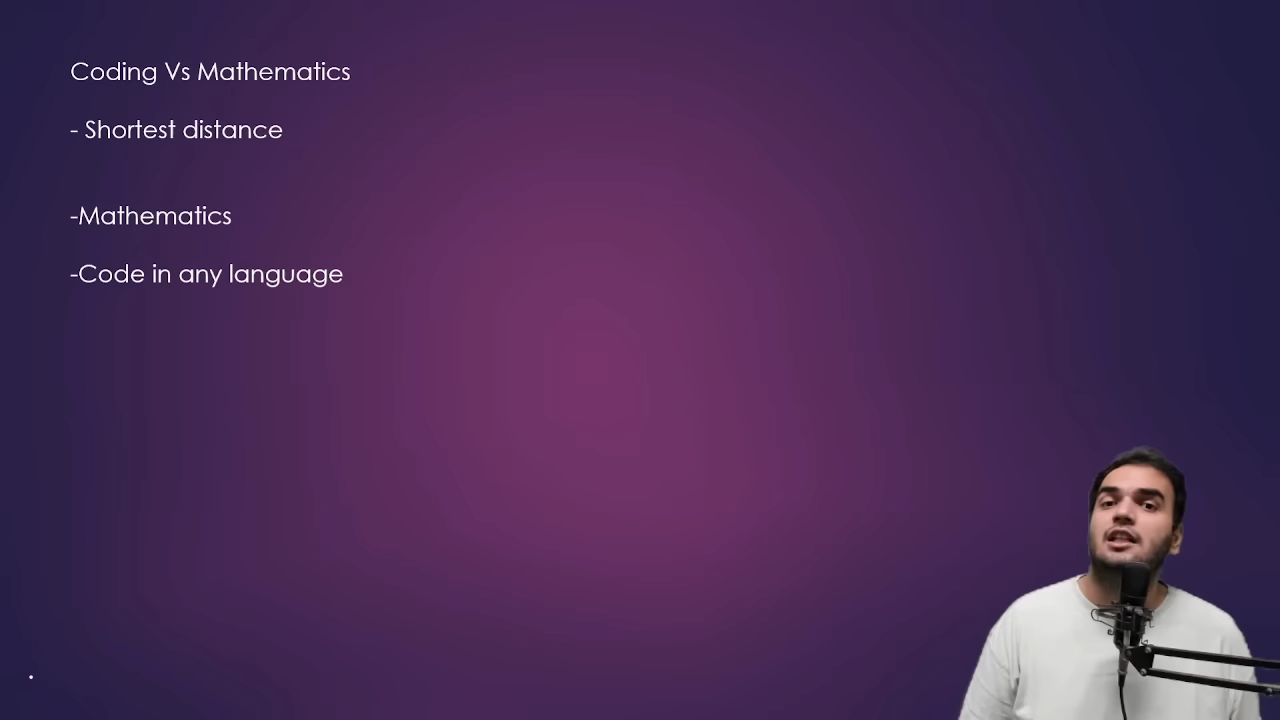 Coding Vs Mathematics
- Shortest distance
-Mathematics
-Code in any language
.